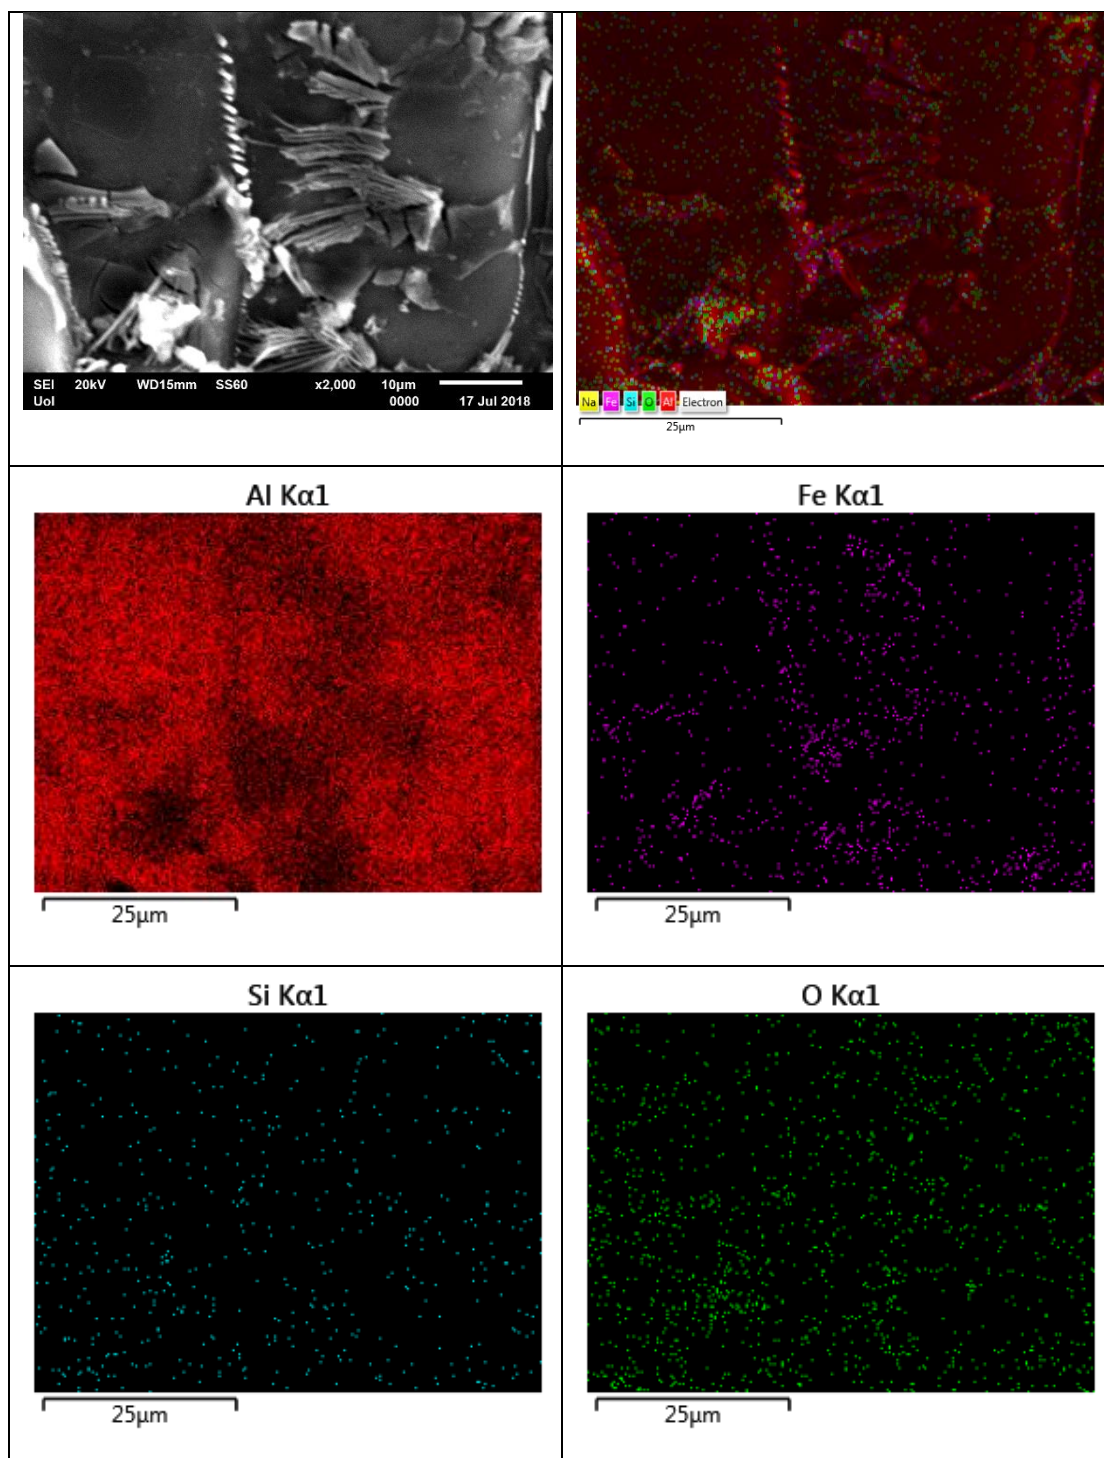 SEI 20kV WD15mm SS60 x2,000 10µm
UoI 0000 17 Jul 2018
Na Fe Si O Al Electron
25µm
Al Kα1
Fe Kα1
25µm
25µm
Si Kα1
O Kα1
25µm
25µm